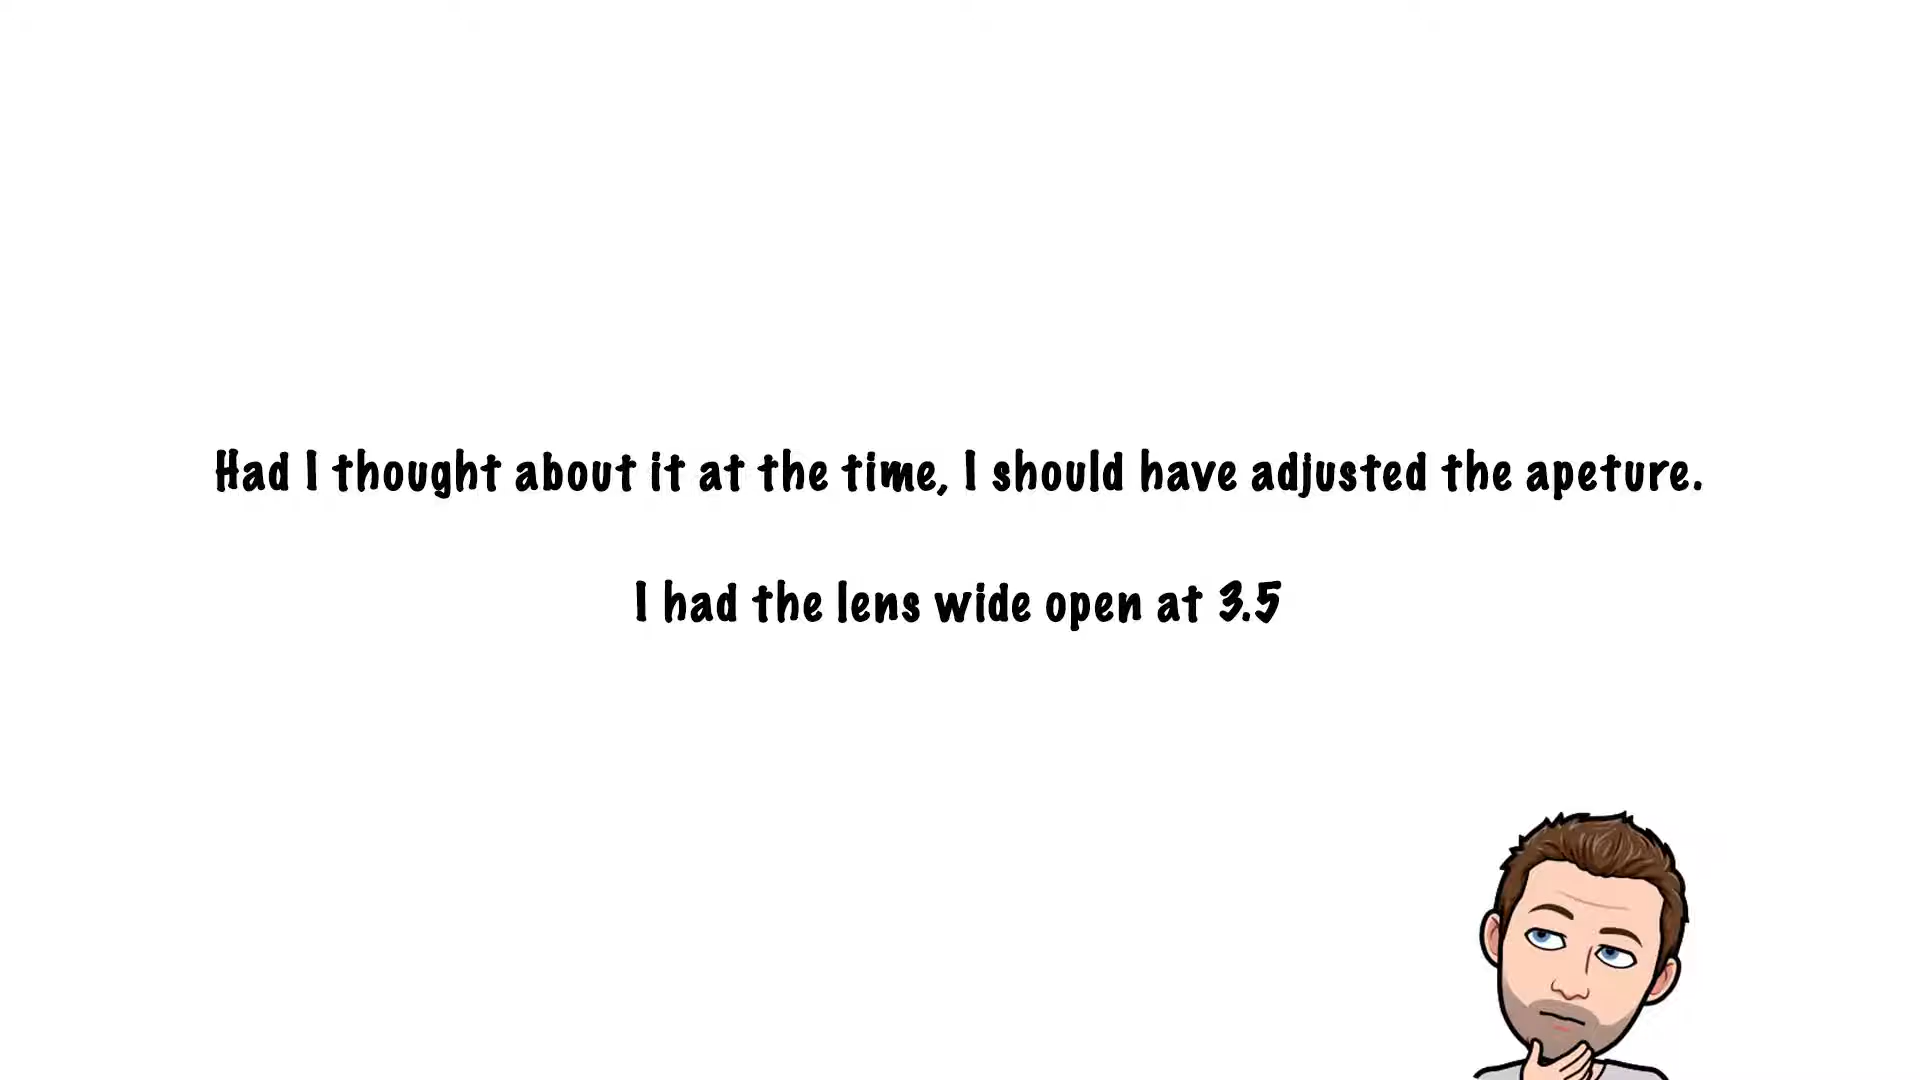 Had I thought about it at the time, I should have adjusted the apeture.
I had the lens wide open at 3.5